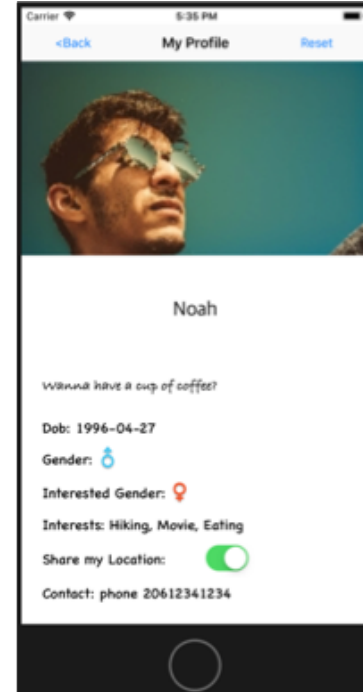 Carrier 5:35 PM
<Back My Profile Reset
Noah
Wanna have a cup of coffee?
Dob: 1996-04-27
Gender:
Interested Gender:
Interests: Hiking, Movie, Eating
Share my Location:
Contact: phone 20612341234